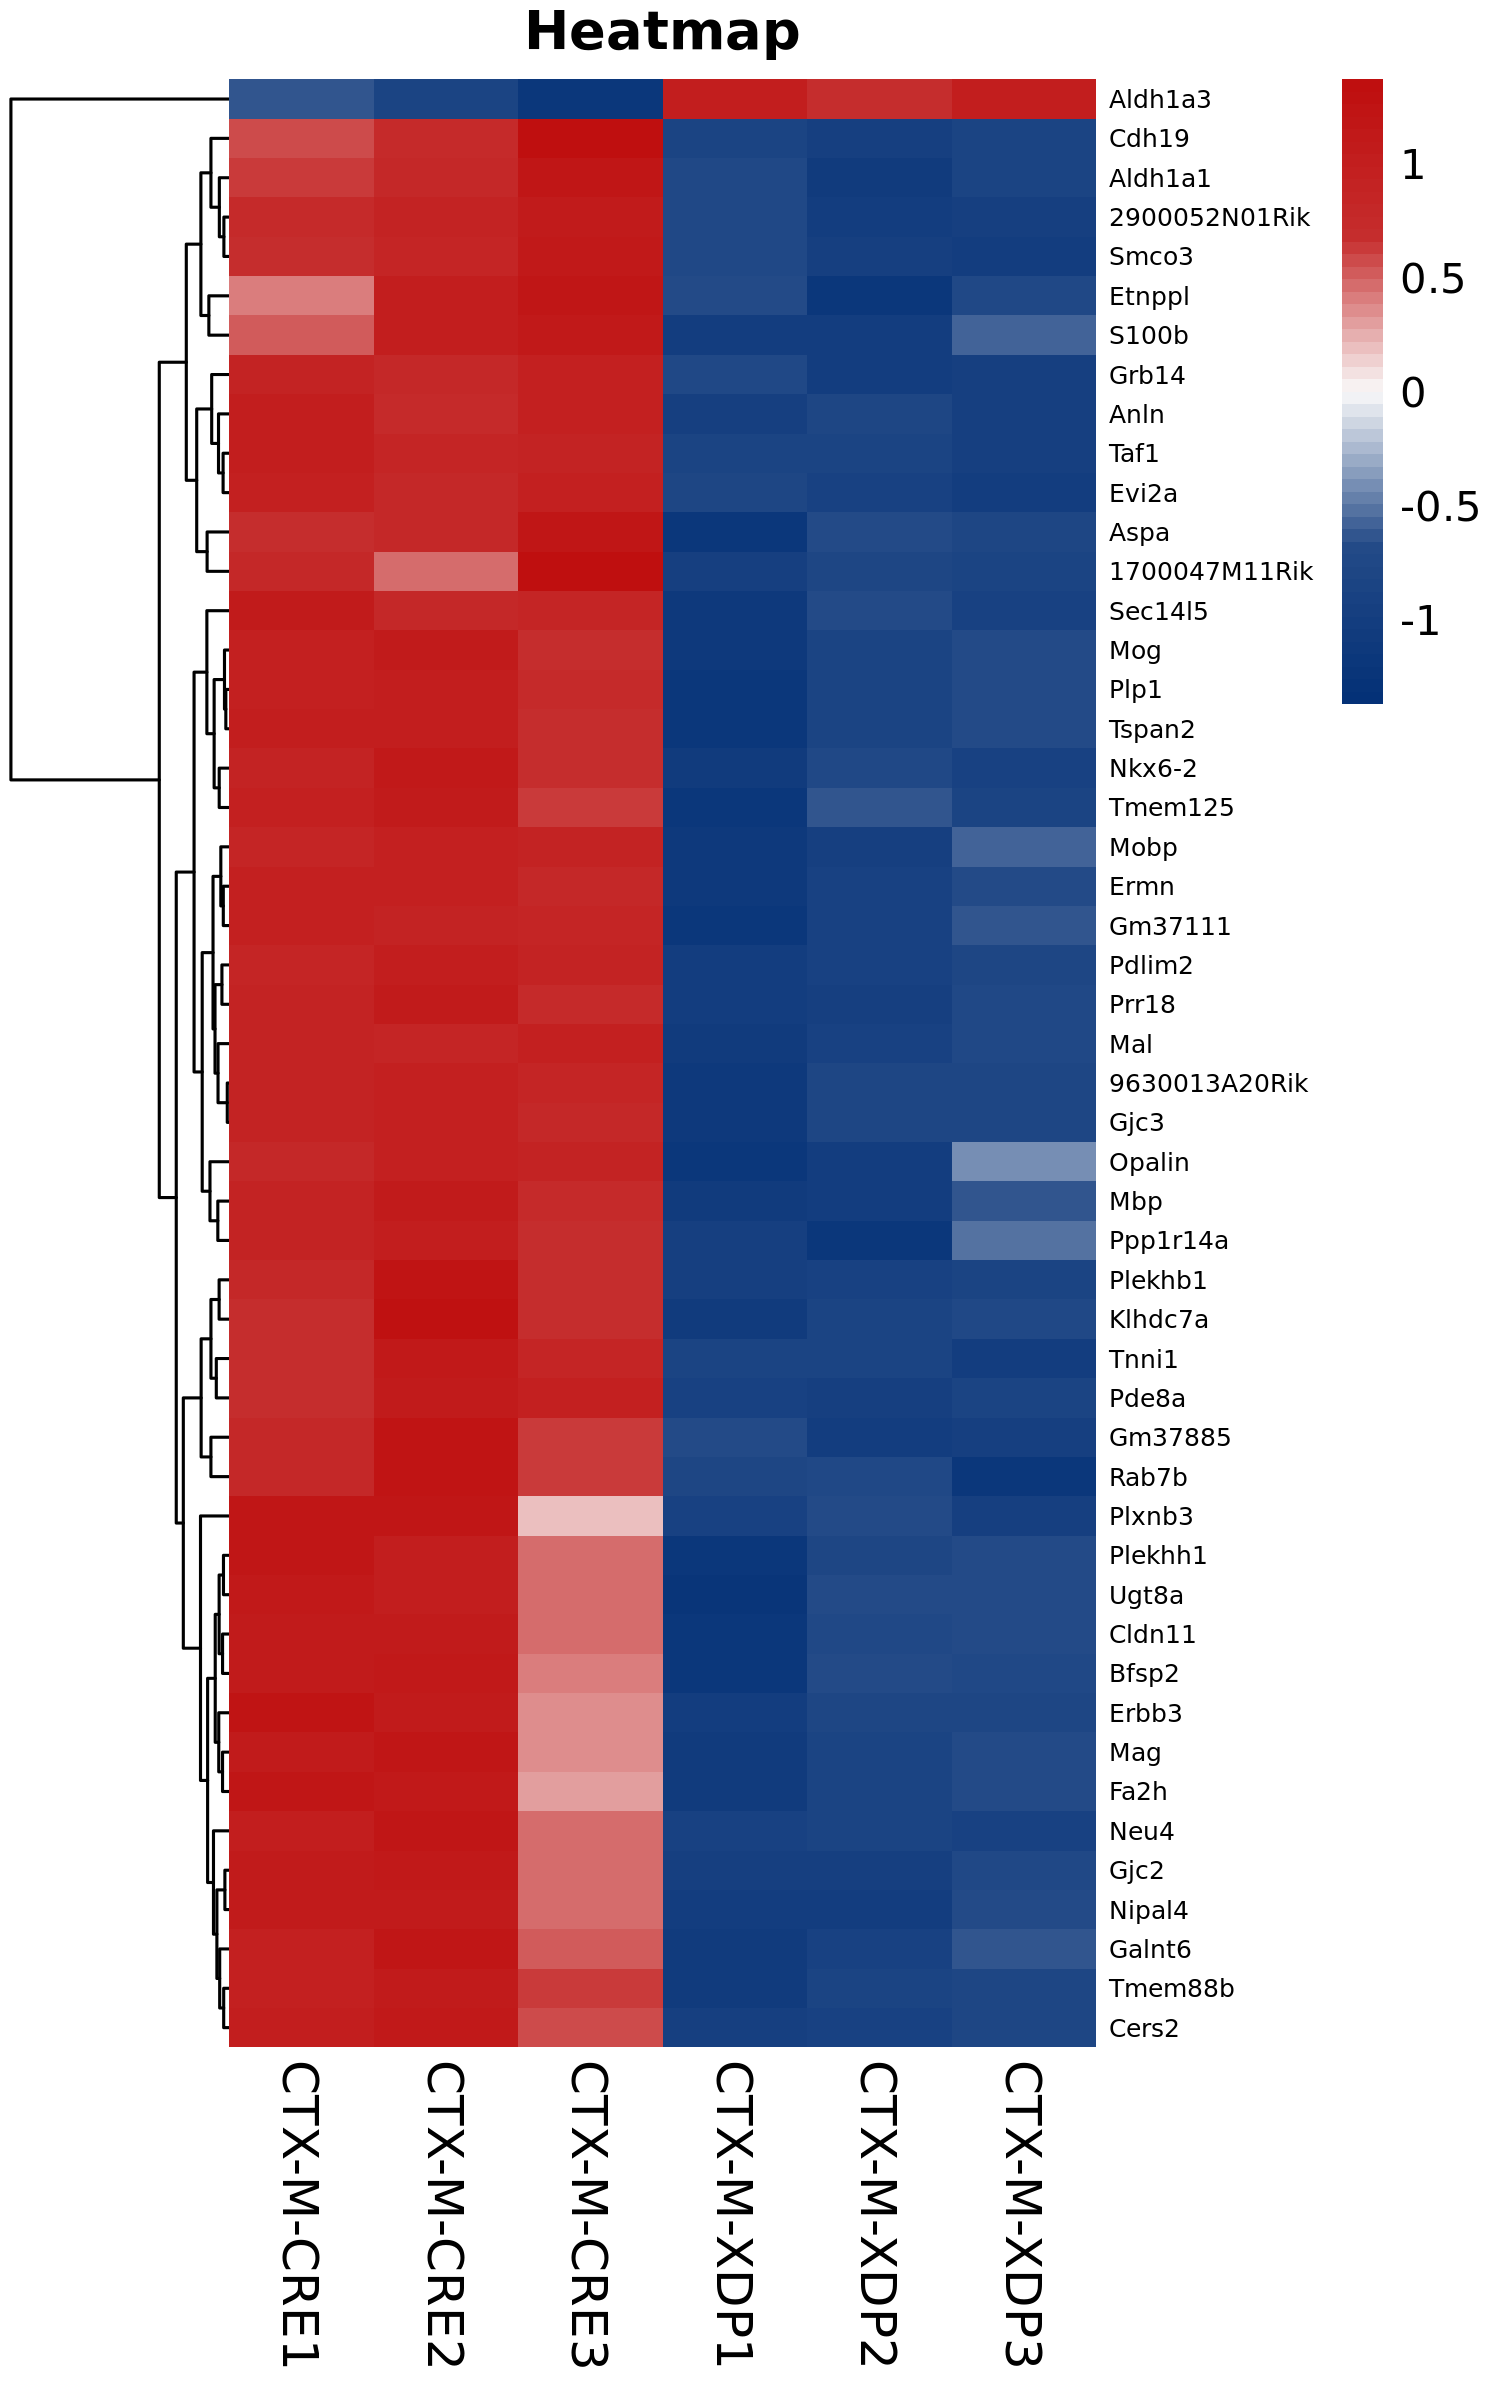 Heatmap
Aldh1a3
Cdh19
Aldh1a1
2900052N01Rik
Smco3
Etnppl
S100b
Grb14
Anln
Taf1
Evi2a
Aspa
1700047M11Rik
Sec14l5
Mog
Plp1
Tspan2
Nkx6-2
Tmem125
Mobp
Ermn
Gm37111
Pdlim2
Prr18
Mal
9630013A20Rik
Gjc3
Opalin
Mbp
Ppp1r14a
Plekhb1
Klhdc7a
Tnni1
Pde8a
Gm37885
Rab7b
Plxnb3
Plekhh1
Ugt8a
Cldn11
Bfsp2
Erbb3
Mag
Fa2h
Neu4
Gjc2
Nipal4
Galnt6
Tmem88b
Cers2
1
0.5
0
-0.5
-1
CTX-M-CRE1
CTX-M-CRE2
CTX-M-CRE3
CTX-M-XDP1
CTX-M-XDP2
CTX-M-XDP3